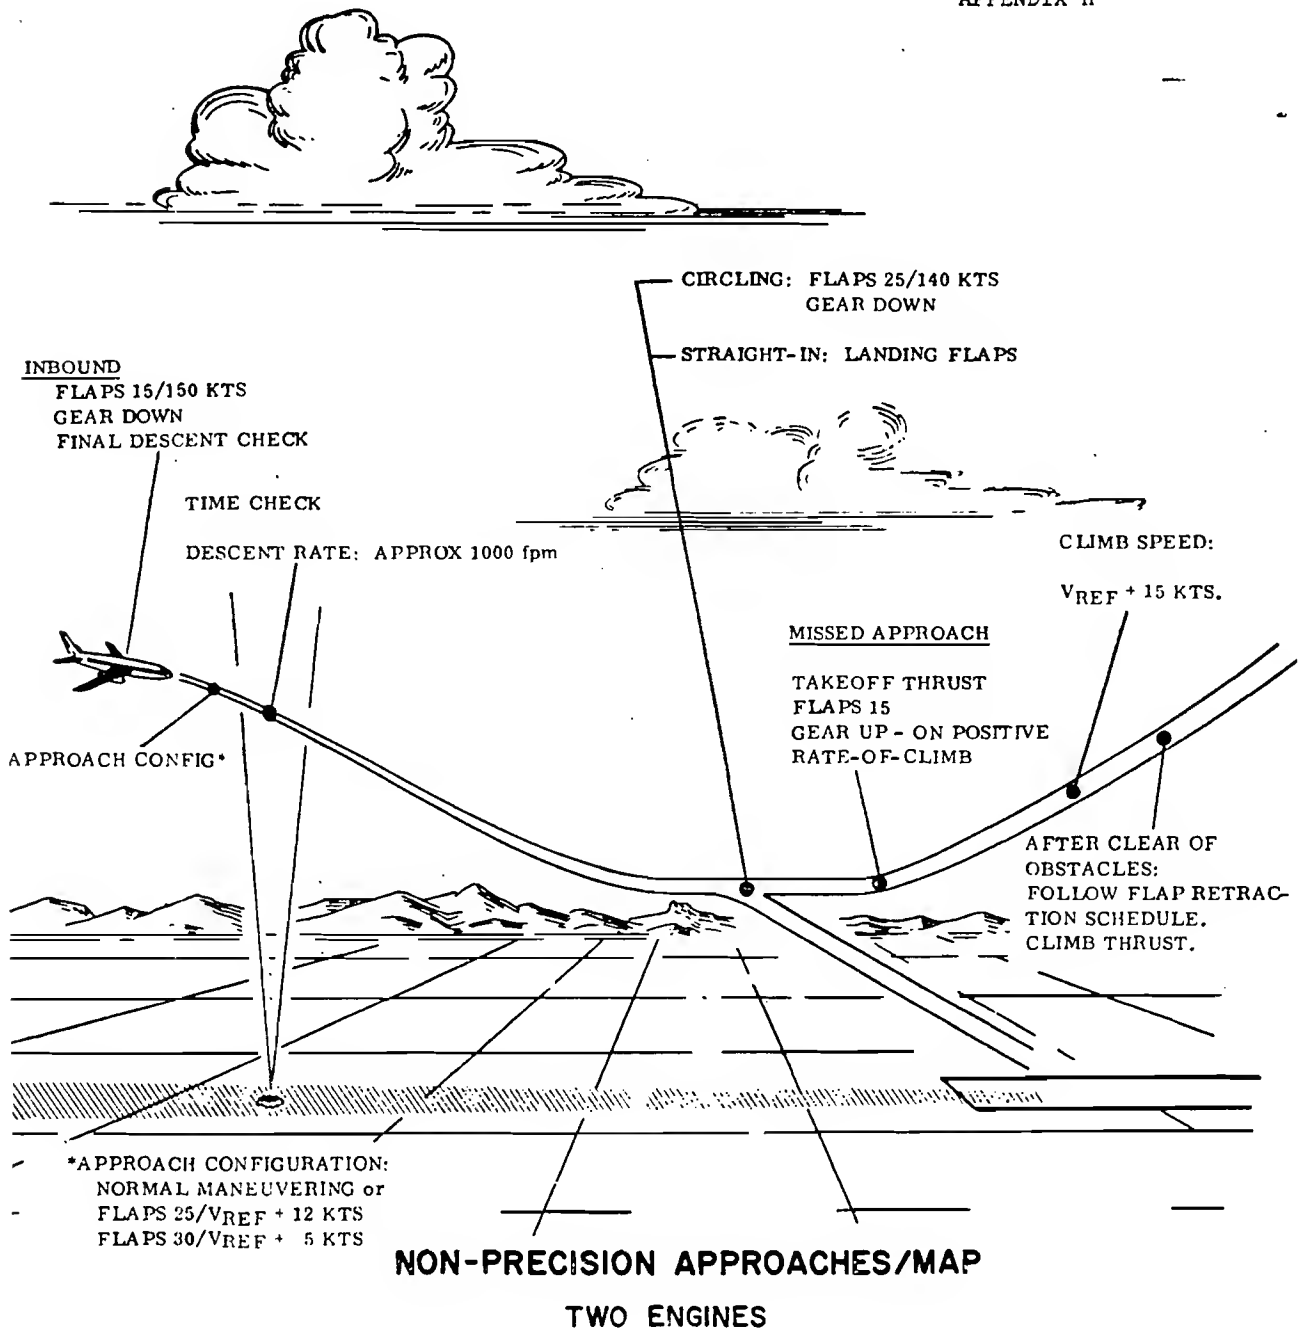 APPENDIX H
CIRCLING: FLAPS 25/140 KTS
GEAR DOWN
STRAIGHT-IN: LANDING FLAPS
INBOUND
FLAPS 15/150 KTS
GEAR DOWN
FINAL DESCENT CHECK
TIME CHECK
DESCENT RATE: APPROX 1000 fpm
CLIMB SPEED:
VREF + 15 KTS.
MISSED APPROACH
TAKEOFF THRUST
FLAPS 15
GEAR UP - ON POSITIVE
RATE-OF-CLIMB
APPROACH CONFIG*
AFTER CLEAR OF
OBSTACLES:
FOLLOW FLAP RETRAC-
TION SCHEDULE.
CLIMB THRUST.
*APPROACH CONFIGURATION:
NORMAL MANEUVERING or
FLAPS 25/VREF + 12 KTS
FLAPS 30/VREF + 5 KTS
NON-PRECISION APPROACHES/MAP
TWO ENGINES